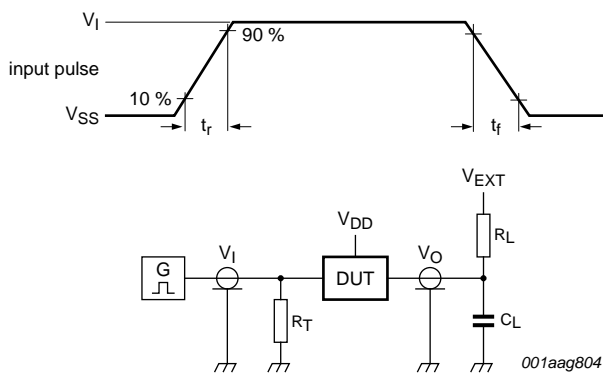 VI
90 %
input pulse
10 %
VSS
tr
tf
VEXT
VDD
RL
G
VI
DUT
VO
RT
CL
001aag804